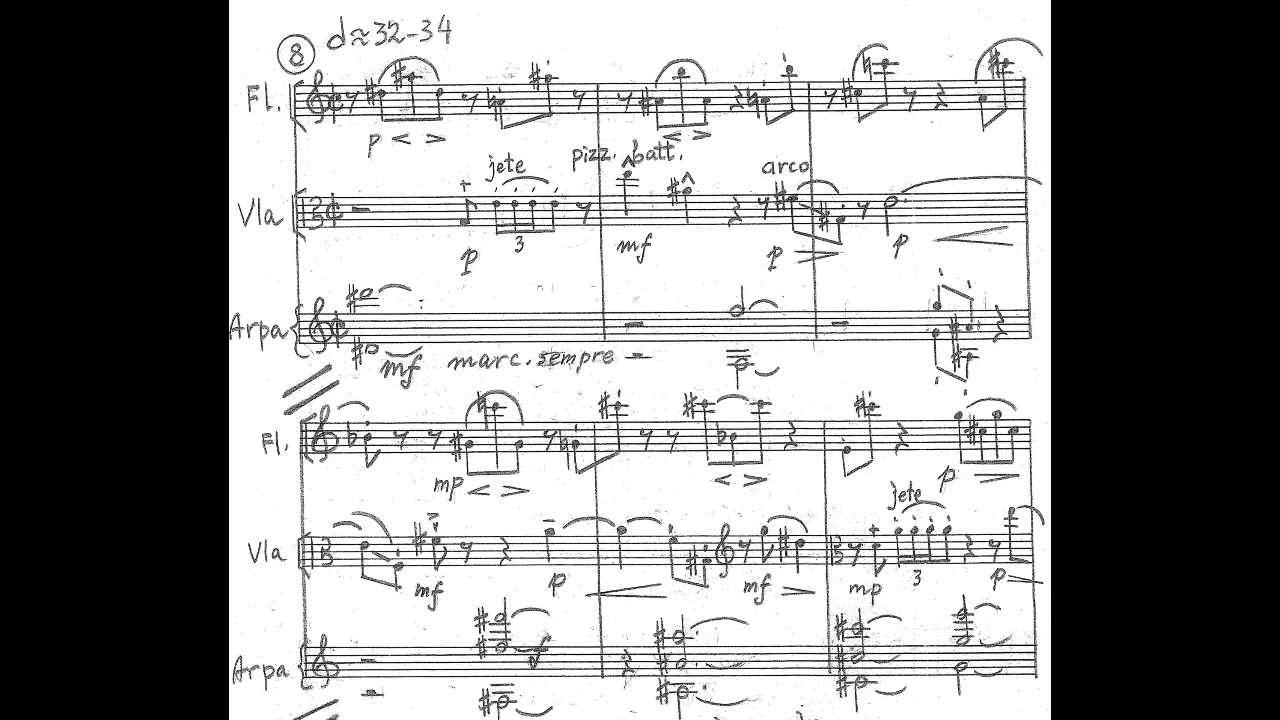 8 d≈32-34
Fl.
p
jete pizz. batt. arco
Vla
3
p mf p p
Arpa
mf marc. sempre
Fl.
mp p
jete
Vla
3
mf p mf mp p
f
Arpa